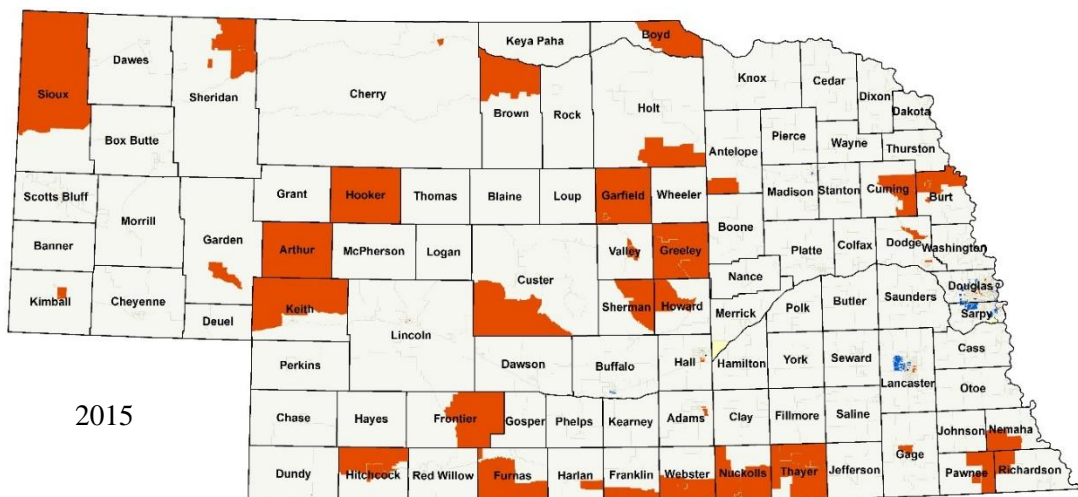 Keya Paha
Boyd
Dawes
Sioux
Sheridan
Cherry
Brown
Rock
Holt
Knox
Cedar
Dixon
Dakota
Box Butte
Antelope
Pierce
Wayne
Thurston
Scotts Bluff
Morrill
Grant
Hooker
Thomas
Blaine
Loup
Garfield
Wheeler
Madison
Stanton
Cuming
Burt
Banner
Garden
Arthur
McPherson
Logan
Custer
Valley
Greeley
Boone
Platte
Colfax
Dodge
Washington
Kimball
Cheyenne
Deuel
Keith
Lincoln
Sherman
Howard
Nance
Merrick
Polk
Butler
Saunders
Douglas
Sarpy
Perkins
Dawson
Buffalo
Hall
Hamilton
York
Seward
Lancaster
Cass
Otoe
2015
Chase
Hayes
Frontier
Gosper
Phelps
Kearney
Adams
Clay
Fillmore
Saline
Johnson
Nemaha
Dundy
Hitchcock
Red Willow
Furnas
Harlan
Franklin
Webster
Nuckolls
Thayer
Jefferson
Gage
Pawnee
Richardson